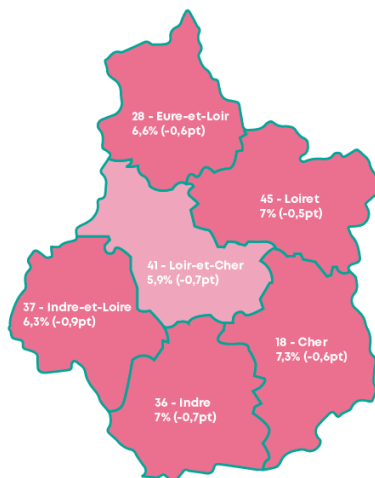 28 - Eure-et-Loir
6,6% (-0,6pt)
45 - Loiret
7% (-0,5pt)
41 - Loir-et-Cher
5,9% (-0,7pt)
37 - Indre-et-Loire
6,3% (-0,9pt)
18 - Cher
7,3% (-0,6pt)
36 - Indre
7% (-0,7pt)